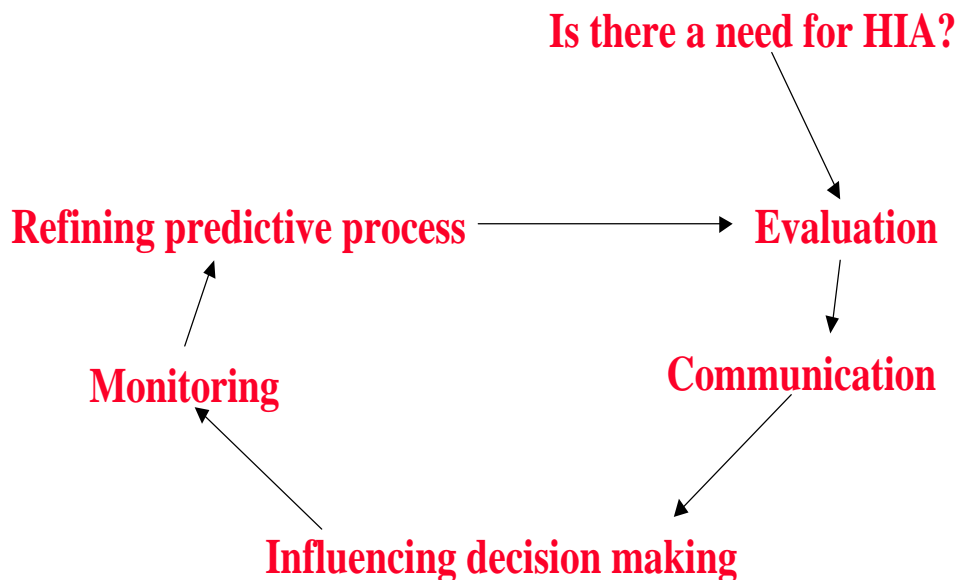 Is there a need for HIA?
Refining predictive process
Evaluation
Monitoring
Communication
Influencing decision making